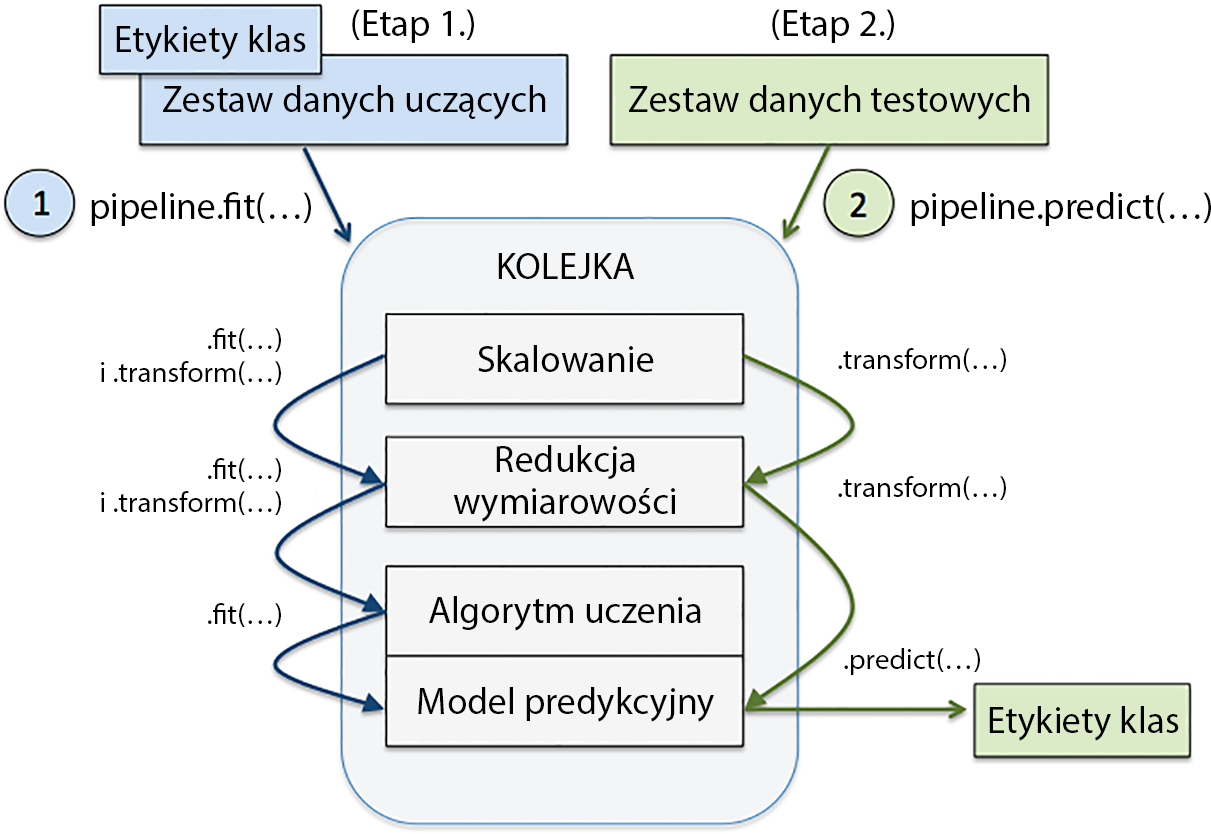 Etykiety klas
(Etap 1.)
(Etap 2.)
Zestaw danych uczących
Zestaw danych testowych
1
pipeline.fit(…)
2
pipeline.predict(…)
KOLEJKA
.fit(…)
i .transform(…)
Skalowanie
.transform(…)
.fit(…)
i .transform(…)
Redukcja
wymiarowości
.transform(…)
.fit(…)
Algorytm uczenia
Model predykcyjny
.predict(…)
Etykiety klas